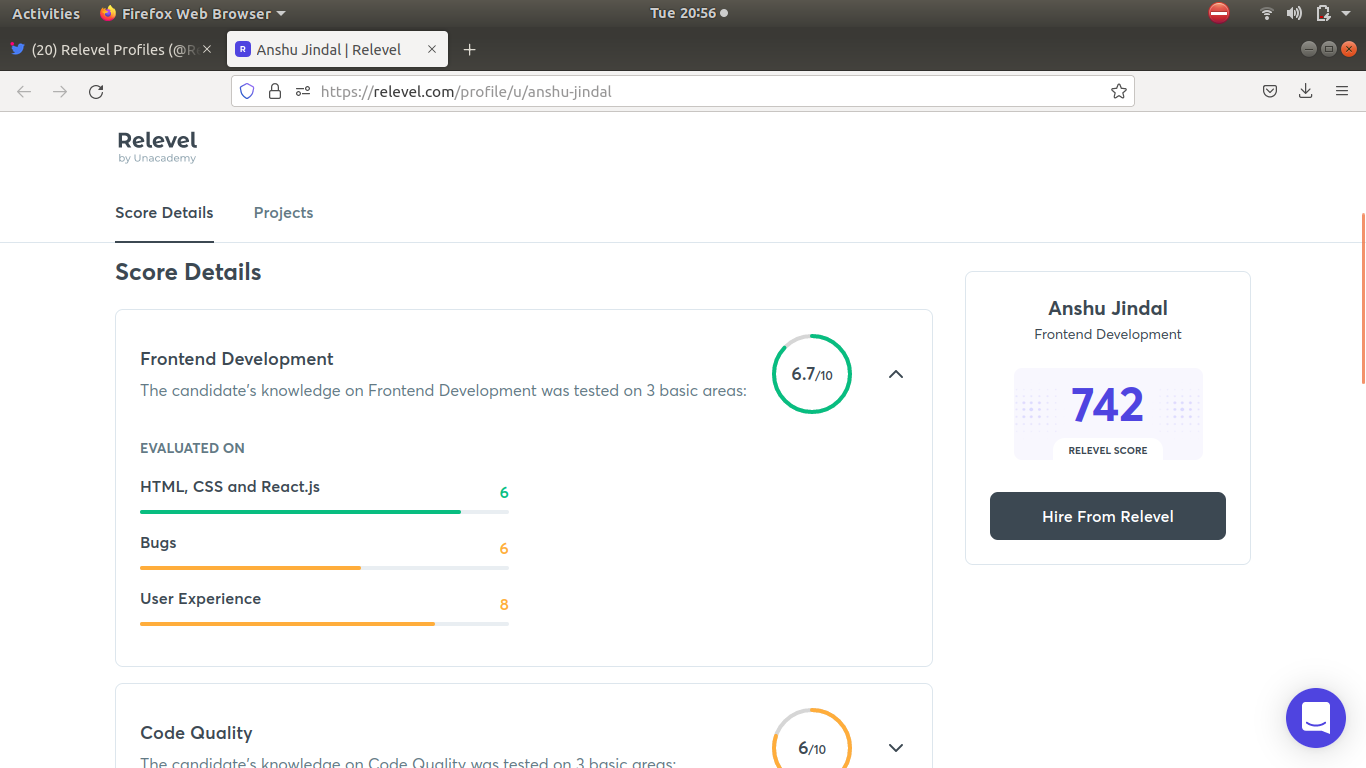 Activities Firefox Web Browser Tue 20:56
(20) Relevel Profiles (@Re
Anshu Jindal | Relevel
https://relevel.com/profile/u/anshu-jindal
Relevel
by Unacademy
Score Details Projects
Score Details
Frontend Development
The candidate's knowledge on Frontend Development was tested on 3 basic areas:
6.7/10
EVALUATED ON
HTML, CSS and React.js 6
Bugs 6
User Experience 8
Code Quality
The candidate's knowledge on Code Quality was tested on 3 basic areas:
6/10
Anshu Jindal
Frontend Development
742
RELEVEL SCORE
Hire From Relevel